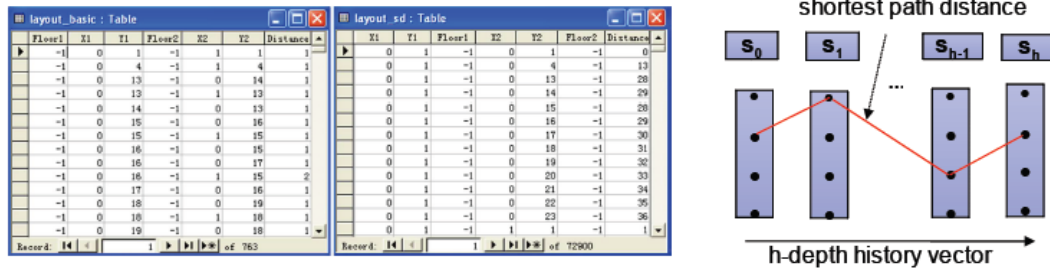 layout_basic : Table
Floor1 X1 Y1 Floor2 X2 Y2 Distance
-1 0 1 -1 1 1 1
-1 0 4 -1 1 4 1
-1 0 13 -1 0 14 1
-1 0 13 -1 1 13 1
-1 0 14 -1 0 13 1
-1 0 15 -1 0 16 1
-1 0 15 -1 1 15 1
-1 0 16 -1 0 15 1
-1 0 16 -1 0 17 1
-1 0 16 -1 1 15 2
-1 0 17 -1 0 16 1
-1 0 18 -1 0 19 1
-1 0 18 -1 1 18 1
-1 0 19 -1 0 18 1
Record: 1 of 763
layout_sd : Table
X1 Y1 Floor1 X2 Y2 Floor2 Distance
0 1 -1 0 1 -1 0
0 1 -1 0 4 -1 13
0 1 -1 0 13 -1 28
0 1 -1 0 14 -1 29
0 1 -1 0 15 -1 28
0 1 -1 0 16 -1 29
0 1 -1 0 17 -1 30
0 1 -1 0 18 -1 31
0 1 -1 0 19 -1 32
0 1 -1 0 20 -1 33
0 1 -1 0 21 -1 34
0 1 -1 0 22 -1 35
0 1 -1 0 23 -1 36
0 1 -1 1 1 -1 1
Record: 1 of 72900
shortest path distance
S0 S1 Sh-1 Sh
...
h-depth history vector